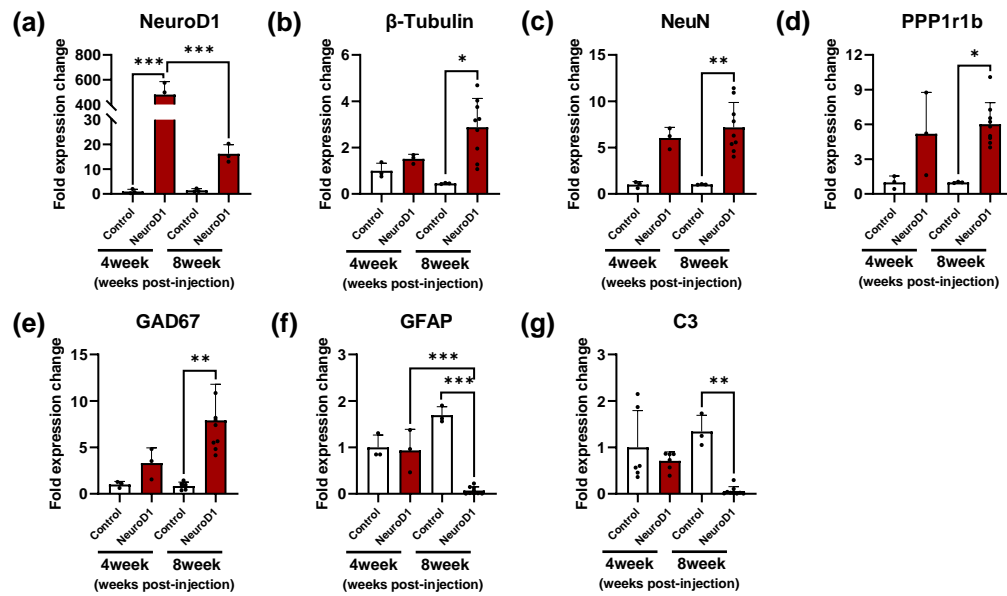 (a) NeuroD1
Fold expression change
800
600
400
30
20
10
0
***
***
Control
NeuroD1
Control
NeuroD1
4week 8week
(weeks post-injection)
(b) β-Tubulin
Fold expression change
6
4
2
0
*
Control
NeuroD1
Control
NeuroD1
4week 8week
(weeks post-injection)
(c) NeuN
Fold expression change
15
10
5
0
**
Control
NeuroD1
Control
NeuroD1
4week 8week
(weeks post-injection)
(d) PPP1r1b
Fold expression change
12
9
6
3
0
*
Control
NeuroD1
Control
NeuroD1
4week 8week
(weeks post-injection)
(e) GAD67
Fold expression change
15
10
5
0
**
Control
NeuroD1
Control
NeuroD1
4week 8week
(weeks post-injection)
(f) GFAP
Fold expression change
3
2
1
0
***
***
Control
NeuroD1
Control
NeuroD1
4week 8week
(weeks post-injection)
(g) C3
Fold expression change
3
2
1
0
**
Control
NeuroD1
Control
NeuroD1
4week 8week
(weeks post-injection)